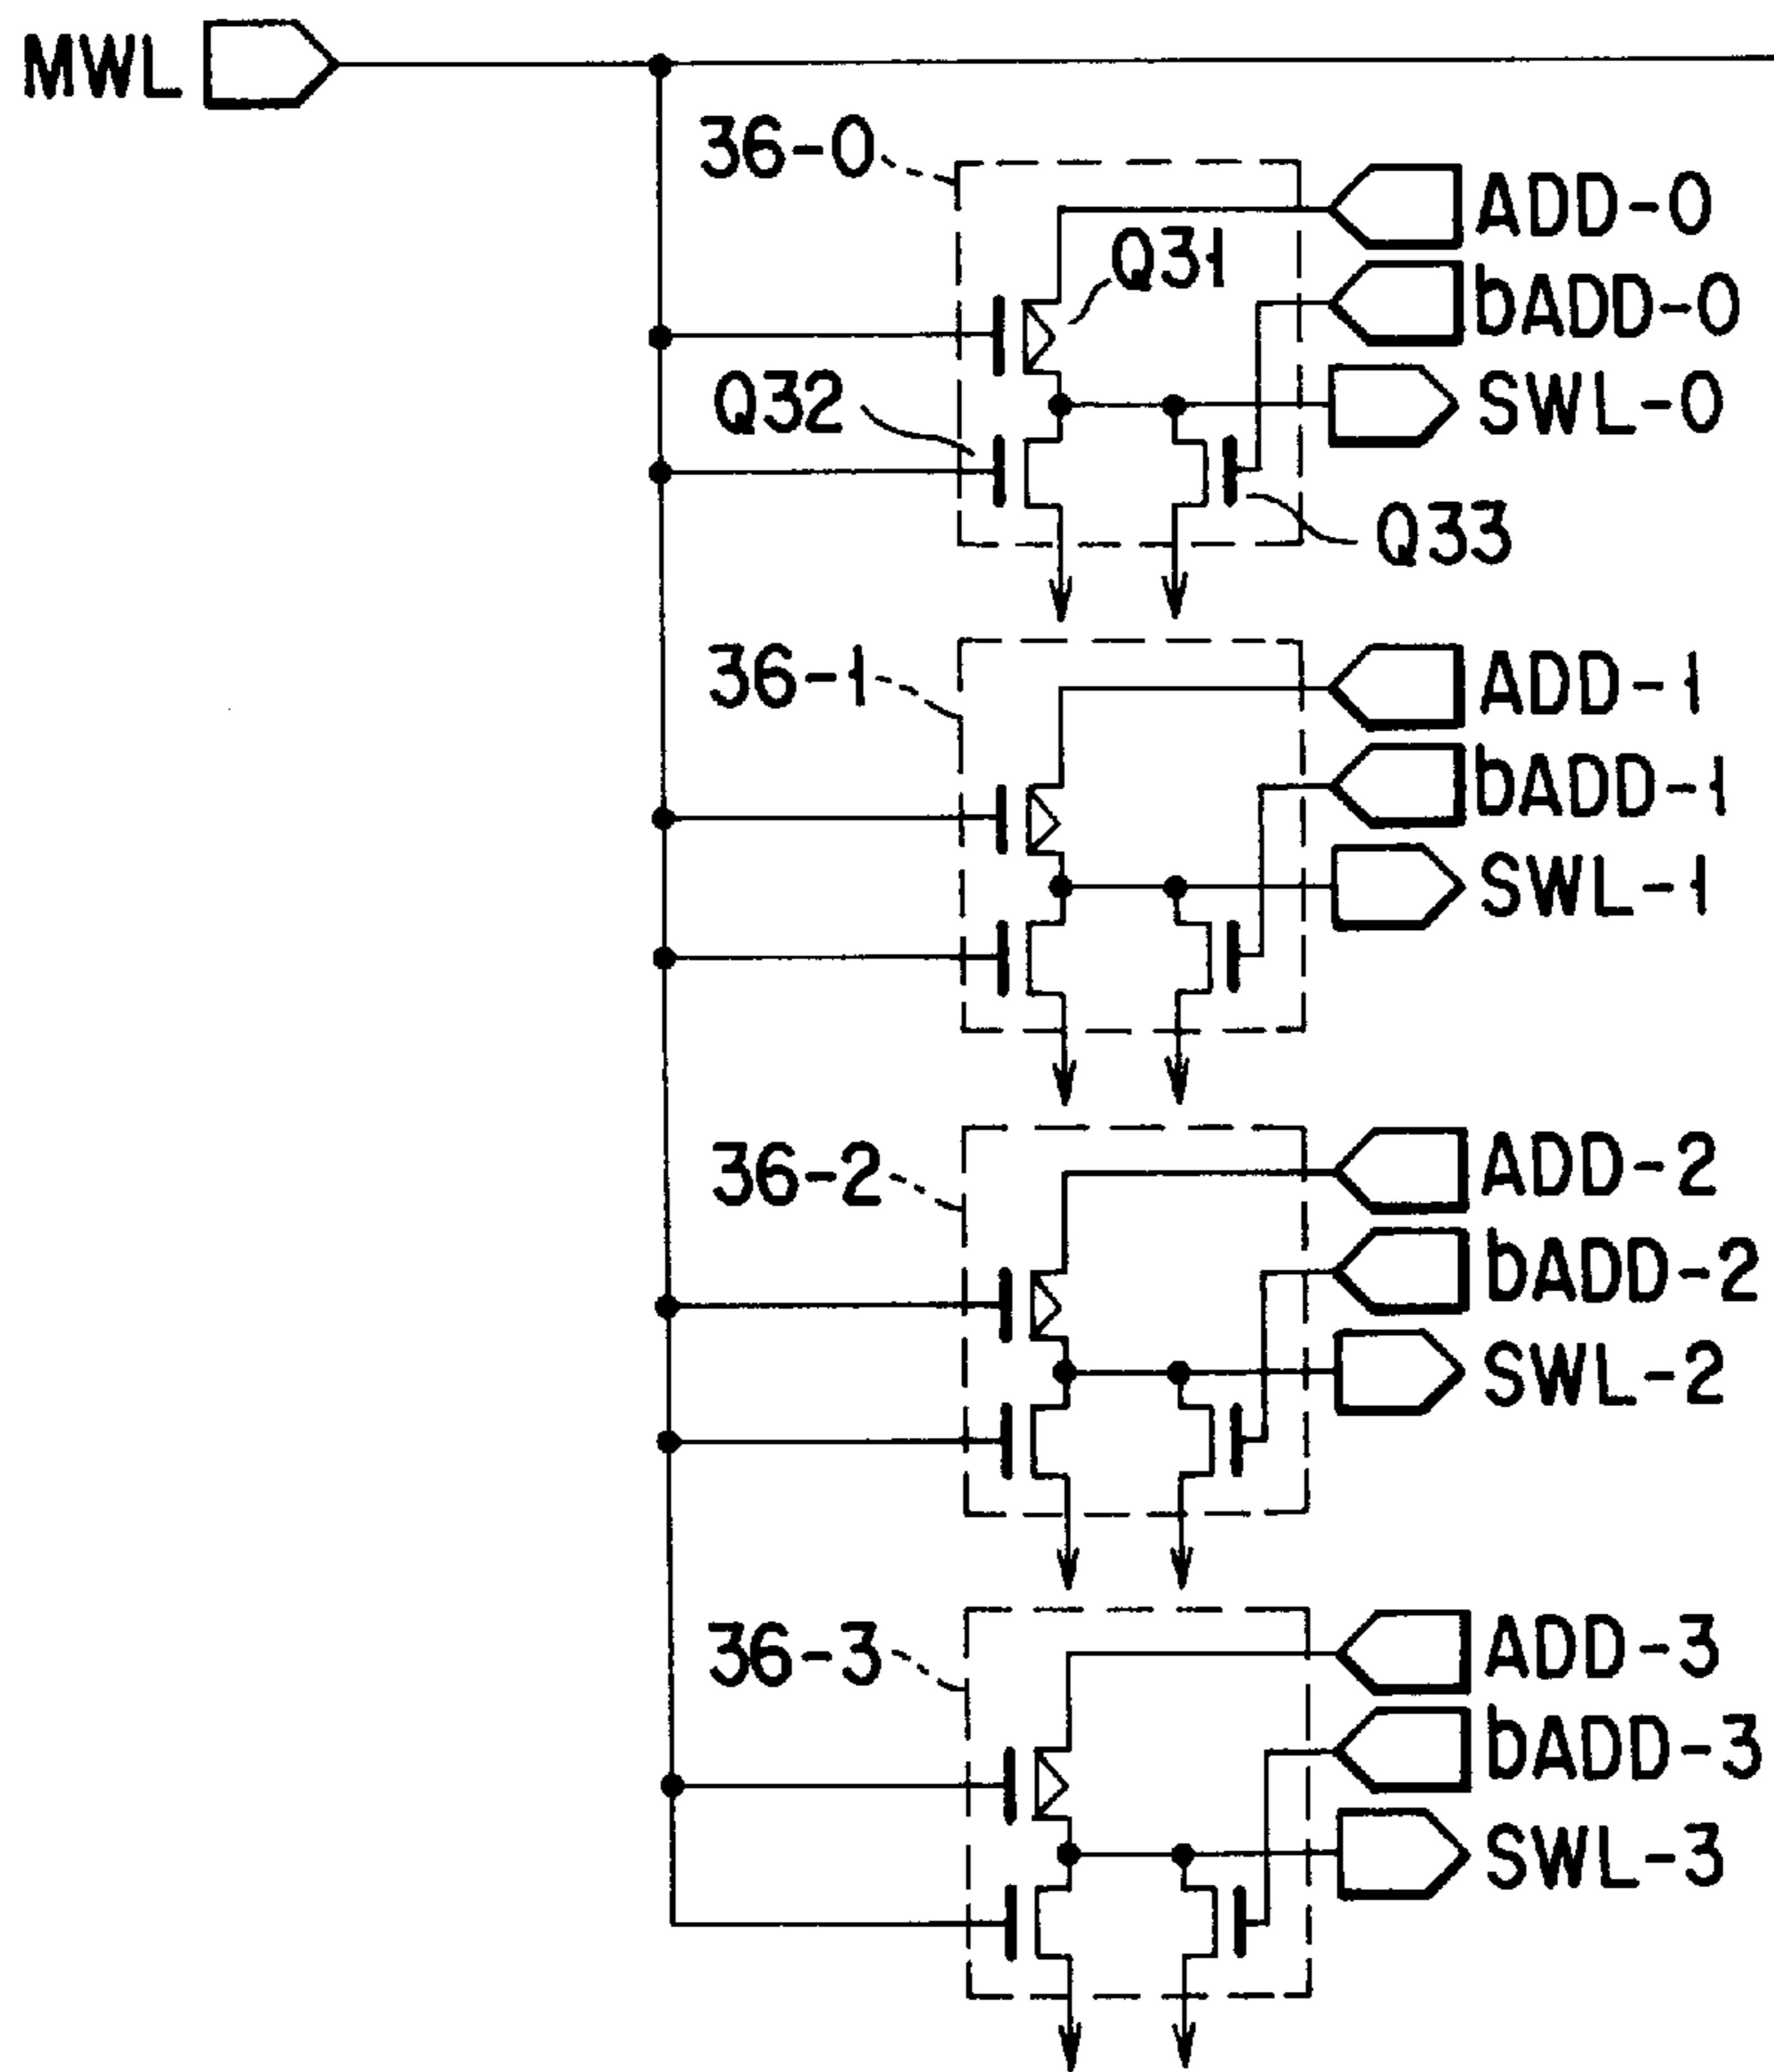 MWL
36-0
ADD-0
Q31
bADD-0
Q32
SWL-0
Q33
36-1
ADD-1
bADD-1
SWL-1
36-2
ADD-2
bADD-2
SWL-2
36-3
ADD-3
bADD-3
SWL-3